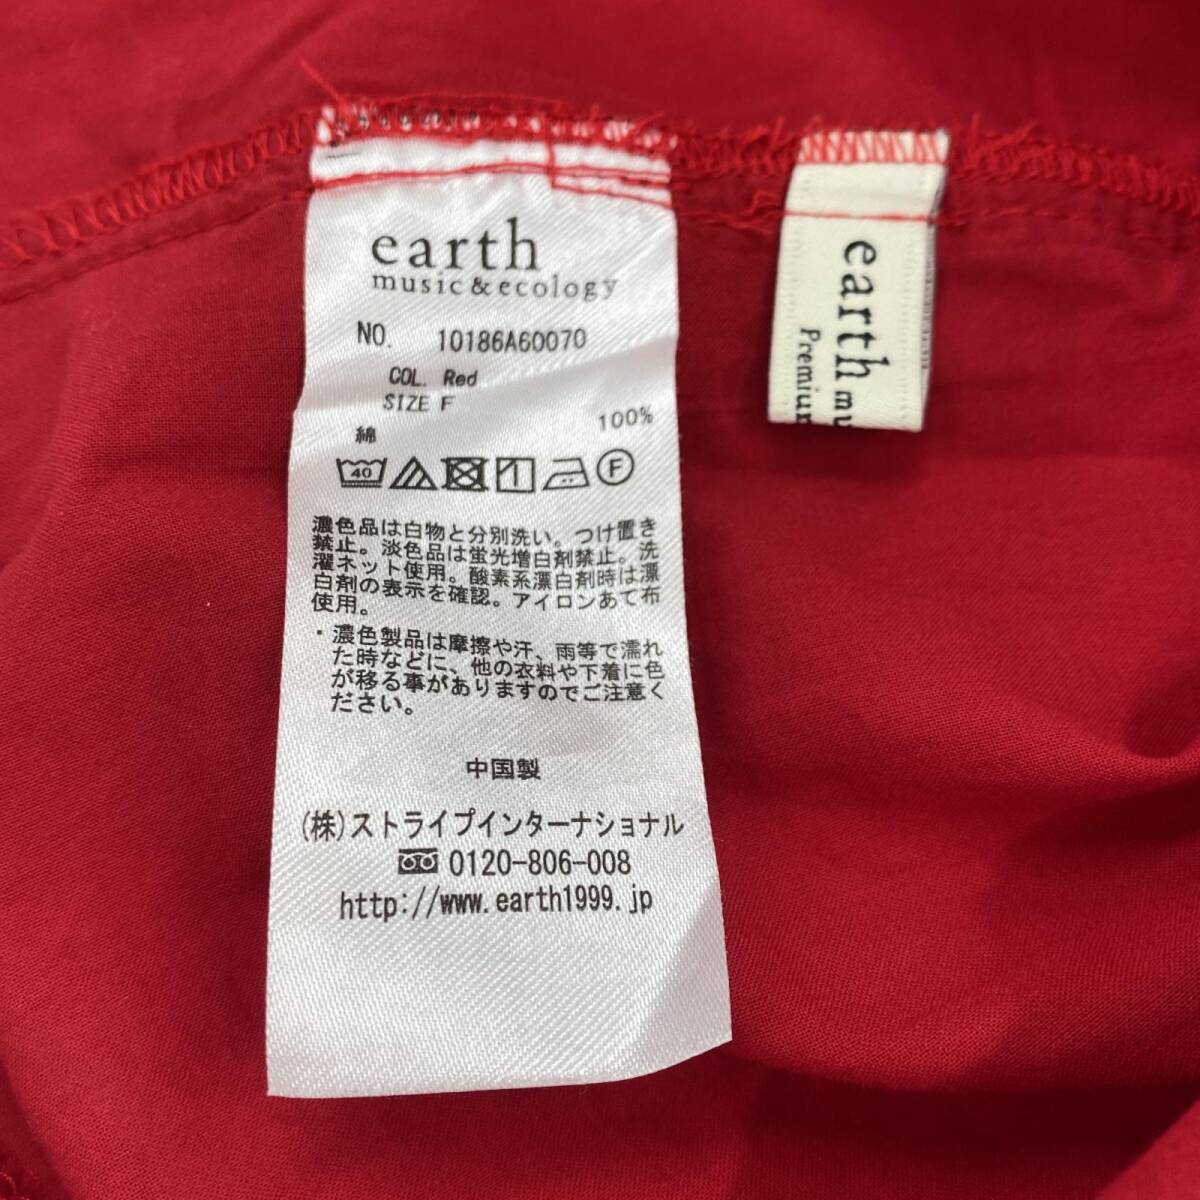 earth
music&ecology
NO. 10186A60070
COL. Red
SIZE F
綿 100%
40 F
濃色品は白物と分別洗い。つけ置き
禁止。淡色品は蛍光増白剤禁止。洗
濯ネット使用。酸素系漂白剤時は漂
白剤の表示を確認。アイロンあて布
使用。
・濃色製品は摩擦や汗、雨等で濡れ
た時などに、他の衣料や下着に色
が移る事がありますのでご注意く
ださい。
中国製
(株)ストライプインターナショナル
0120-806-008
http://www.earth1999.jp
earth mu
Premium